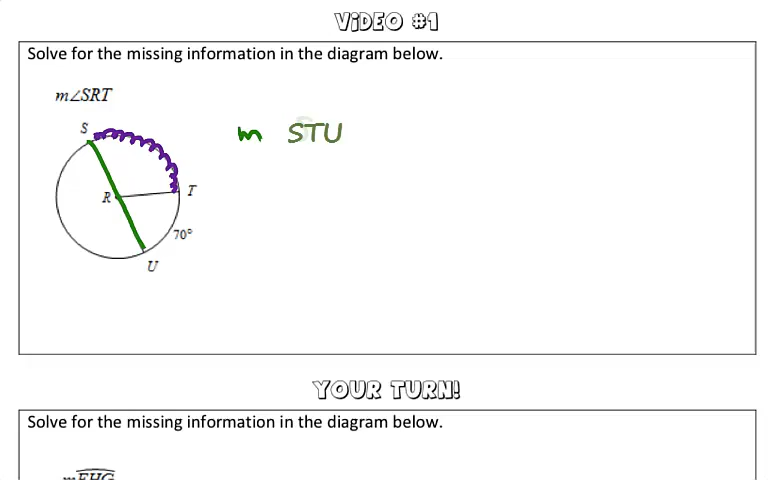 VIDEO #1
Solve for the missing information in the diagram below.
m∠SRT
S
m STU
R
T
70°
U
YOUR TURN!
Solve for the missing information in the diagram below.
mEHG